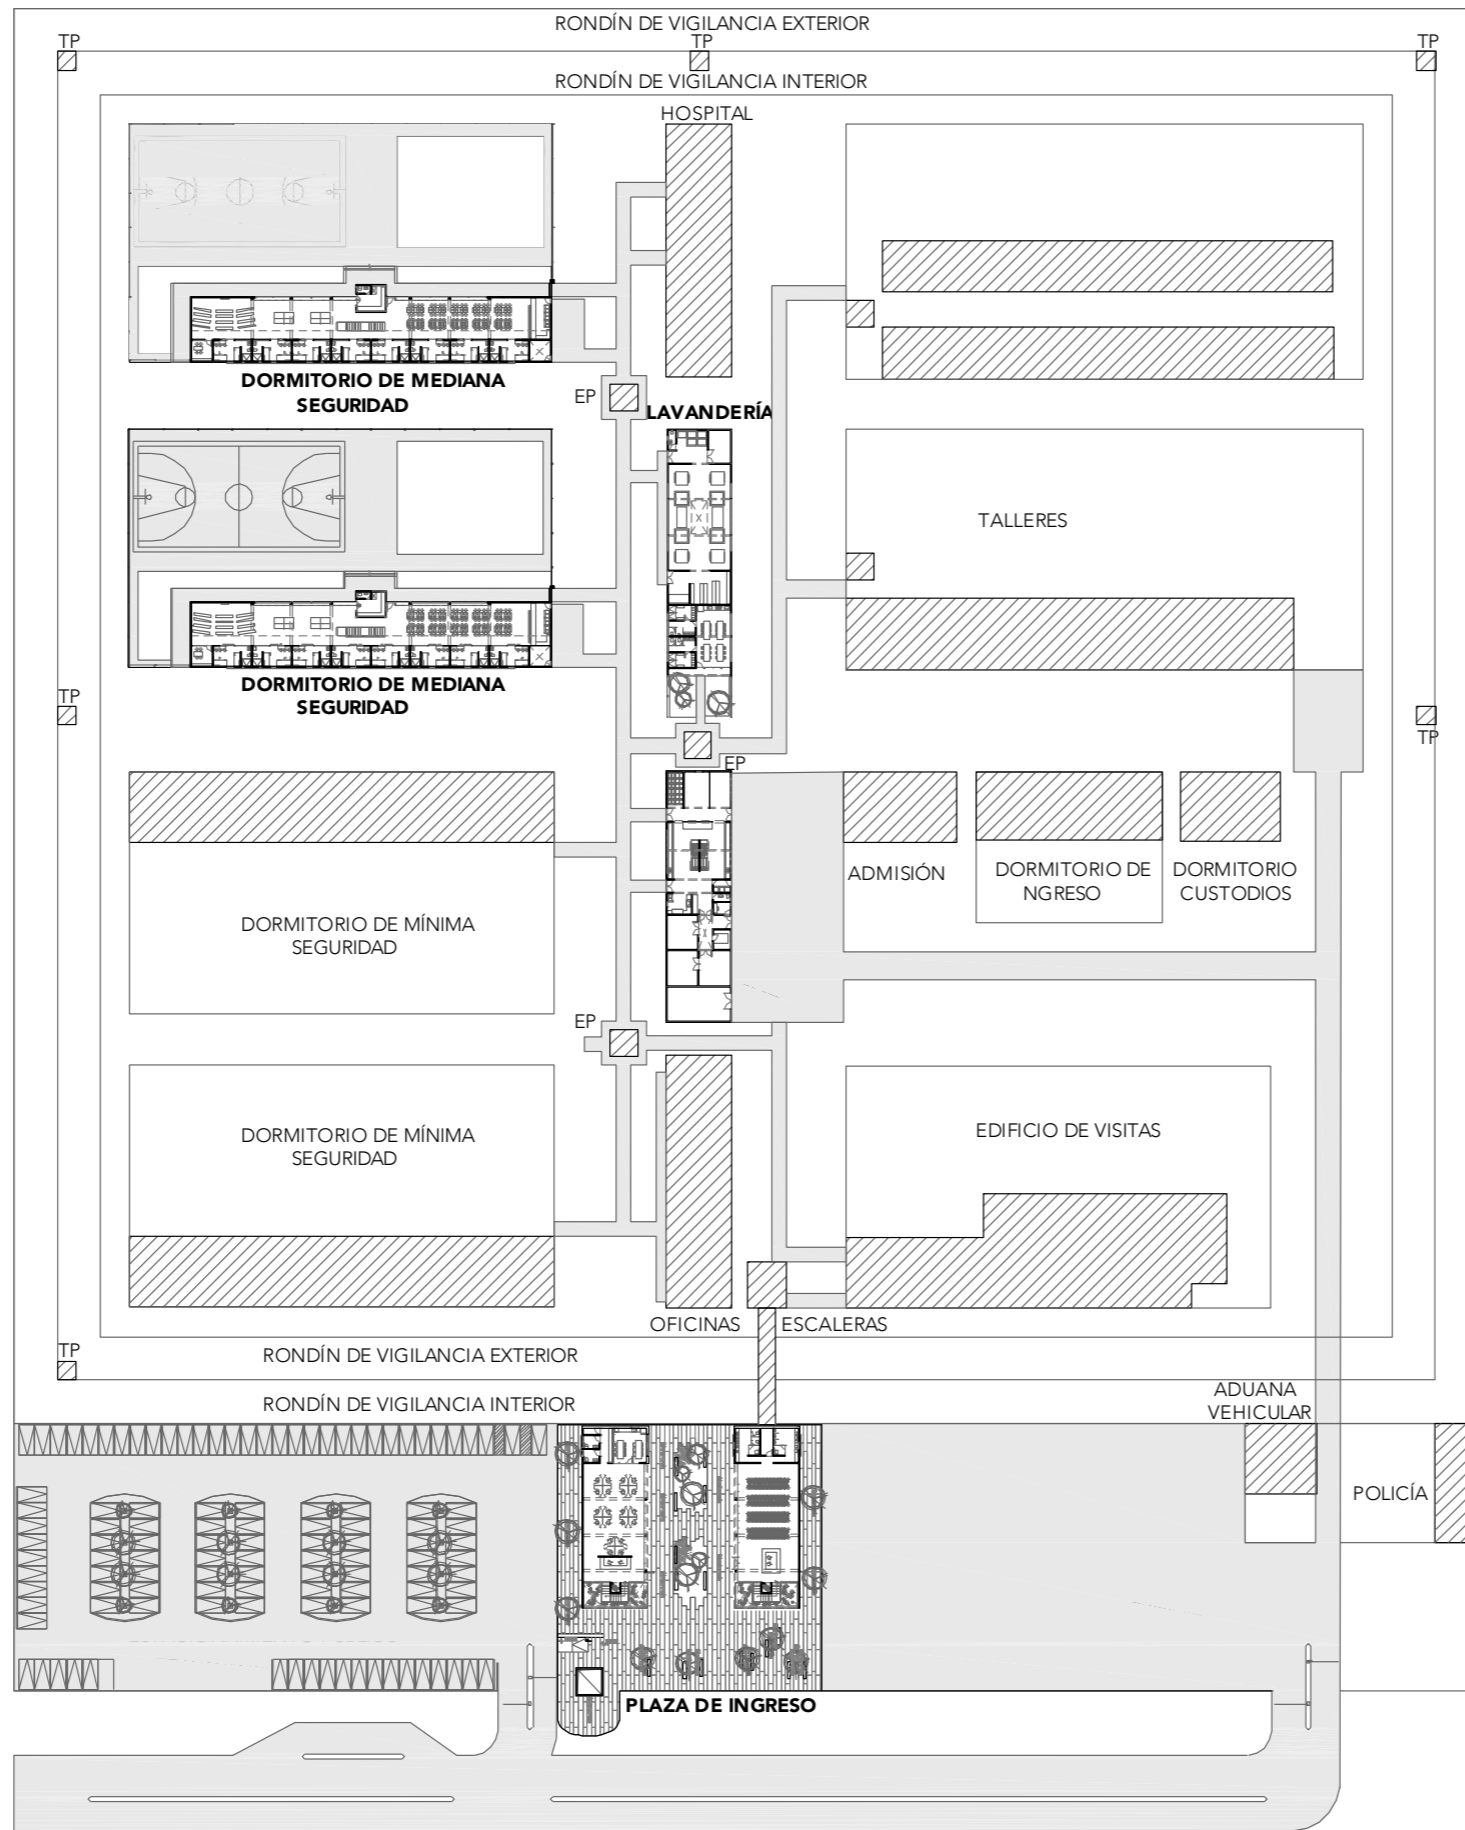 RONDÍN DE VIGILANCIA EXTERIOR
TP
TP
TP
RONDÍN DE VIGILANCIA INTERIOR
HOSPITAL
DORMITORIO DE MEDIANA
SEGURIDAD
EP
LAVANDERÍA
TALLERES
DORMITORIO DE MEDIANA
SEGURIDAD
TP
TP
EP
ADMISIÓN
DORMITORIO DE
NGRESO
DORMITORIO
CUSTODIOS
DORMITORIO DE MÍNIMA
SEGURIDAD
EP
DORMITORIO DE MÍNIMA
SEGURIDAD
EDIFICIO DE VISITAS
OFICINAS
ESCALERAS
TP
RONDÍN DE VIGILANCIA EXTERIOR
RONDÍN DE VIGILANCIA INTERIOR
ADUANA
VEHICULAR
POLICÍA
PLAZA DE INGRESO